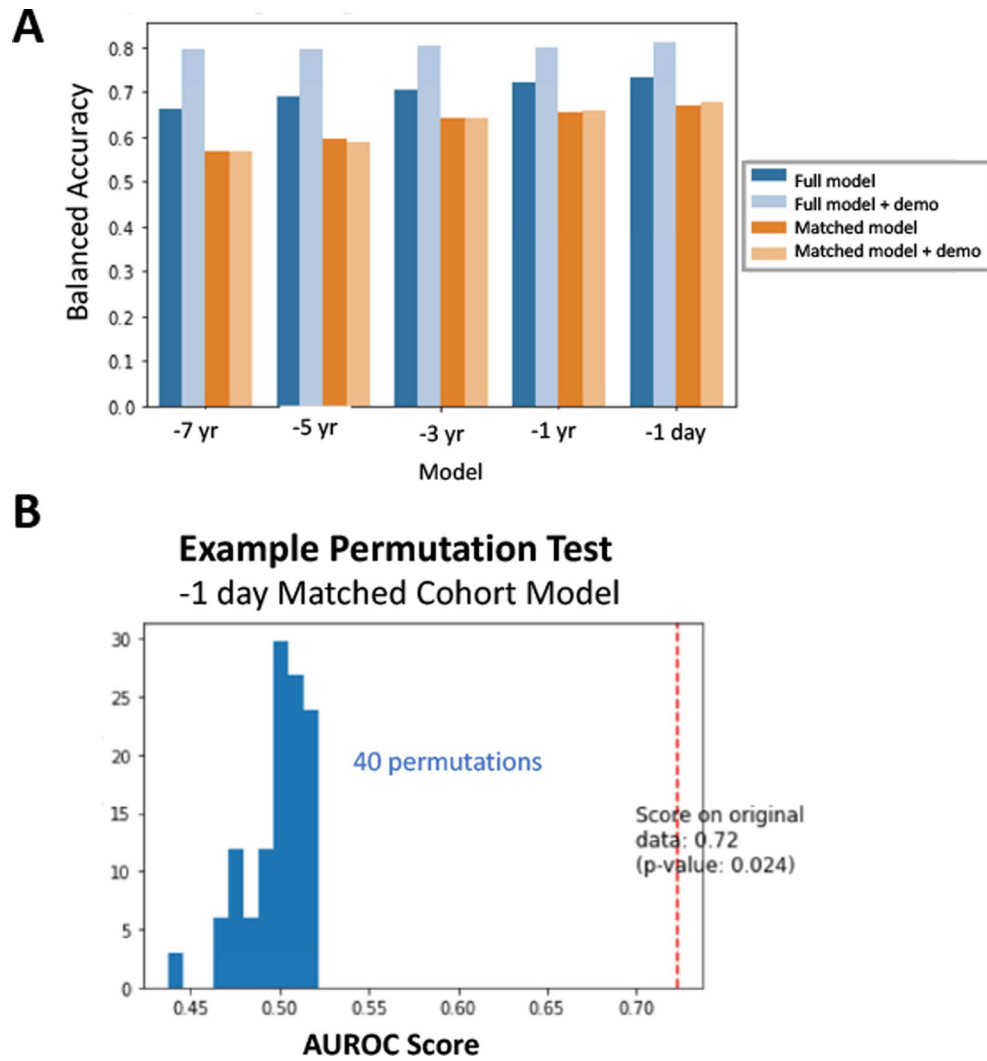 A
Balanced Accuracy
0.8
0.7
0.6
0.5
0.4
0.3
0.2
0.1
0.0
-7 yr -5 yr -3 yr -1 yr -1 day
Model
Full model
Full model + demo
Matched model
Matched model + demo
B
Example Permutation Test
-1 day Matched Cohort Model
30
25
20
15
10
5
0
40 permutations
Score on original
data: 0.72
(p-value: 0.024)
0.45 0.50 0.55 0.60 0.65 0.70
AUROC Score